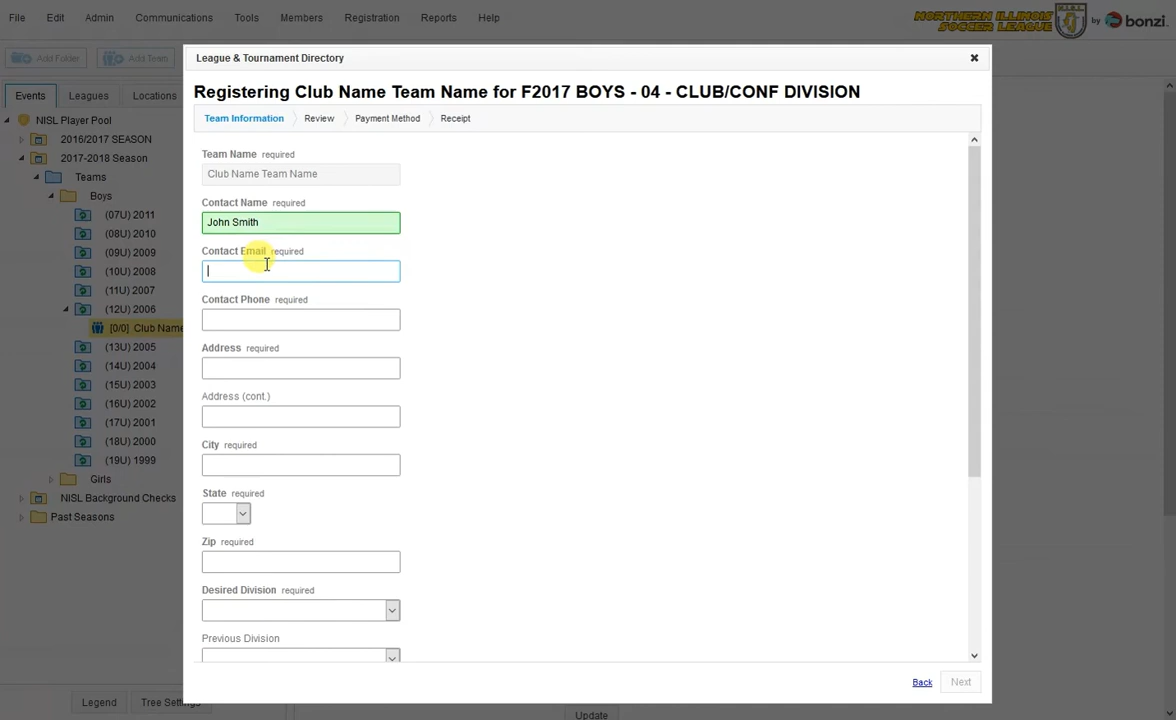 File Edit Admin Communications Tools Members Registration Reports Help
NORTHERN ILLINOIS
SOCCER LEAGUE
by bonzi
Add Folder Add Team
Events Leagues Locations
NISL Player Pool
2016/2017 SEASON
2017-2018 Season
Teams
Boys
(07U) 2011
(08U) 2010
(09U) 2009
(10U) 2008
(11U) 2007
(12U) 2006
[0/0] Club Name
(13U) 2005
(14U) 2004
(15U) 2003
(16U) 2002
(17U) 2001
(18U) 2000
(19U) 1999
Girls
NISL Background Checks
Past Seasons
Legend Tree Settings
League & Tournament Directory
Registering Club Name Team Name for F2017 BOYS - 04 - CLUB/CONF DIVISION
Team Information Review Payment Method Receipt
Team Name required
Club Name Team Name
Contact Name required
John Smith
Contact Email required
Contact Phone required
Address required
Address (cont.)
City required
State required
Zip required
Desired Division required
Previous Division
Back Next
Update